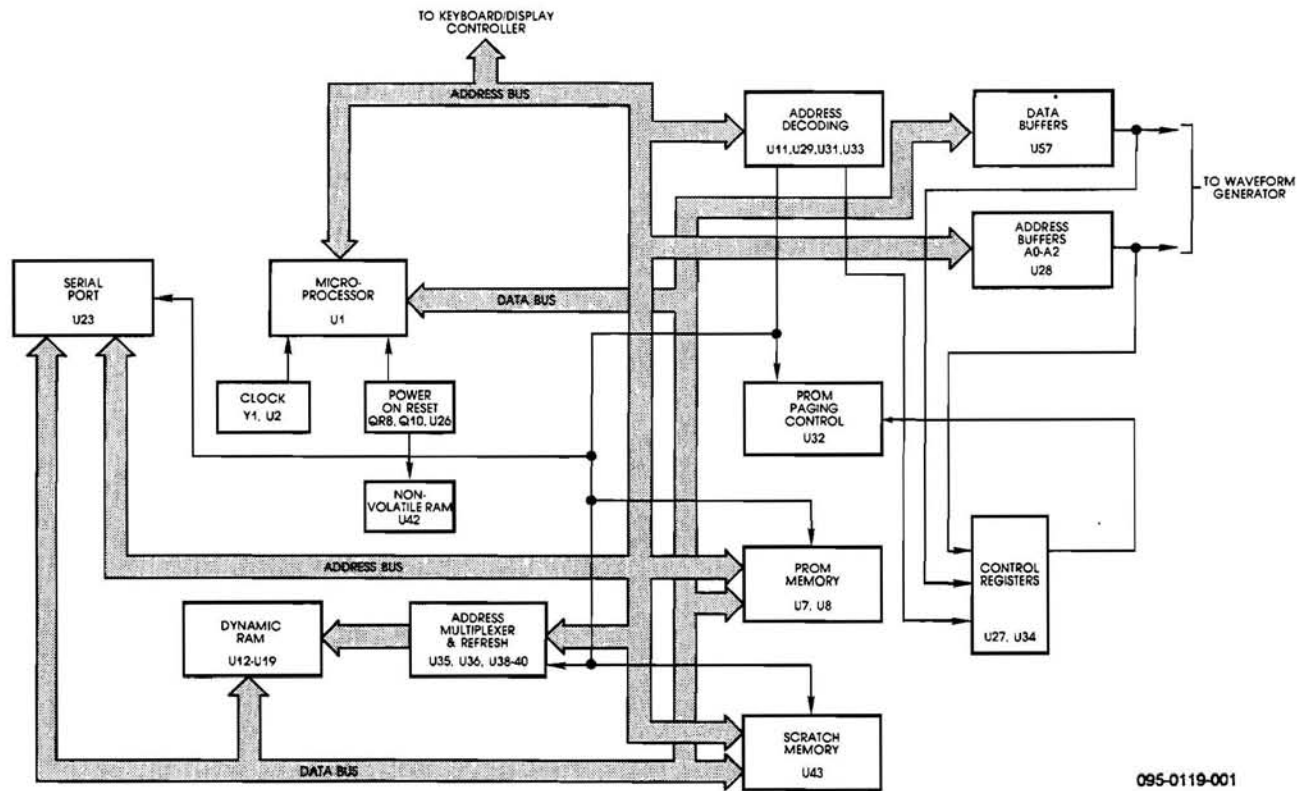 TO KEYBOARD/DISPLAY
CONTROLLER
ADDRESS BUS
ADDRESS
DECODING
U11,U29,U31,U33
DATA
BUFFERS
U57
TO WAVEFORM
GENERATOR
ADDRESS
BUFFERS
A0-A2
U28
SERIAL
PORT
U23
MICRO-
PROCESSOR
U1
DATA BUS
CLOCK
Y1, U2
POWER
ON RESET
QR8, Q10, U26
PROM
PAGING
CONTROL
U32
NON-
VOLATILE RAM
U42
ADDRESS BUS
PROM
MEMORY
U7, U8
CONTROL
REGISTERS
U27, U34
DYNAMIC
RAM
U12-U19
ADDRESS
MULTIPLEXER
& REFRESH
U35, U36, U38-40
SCRATCH
MEMORY
U43
DATA BUS
095-0119-001